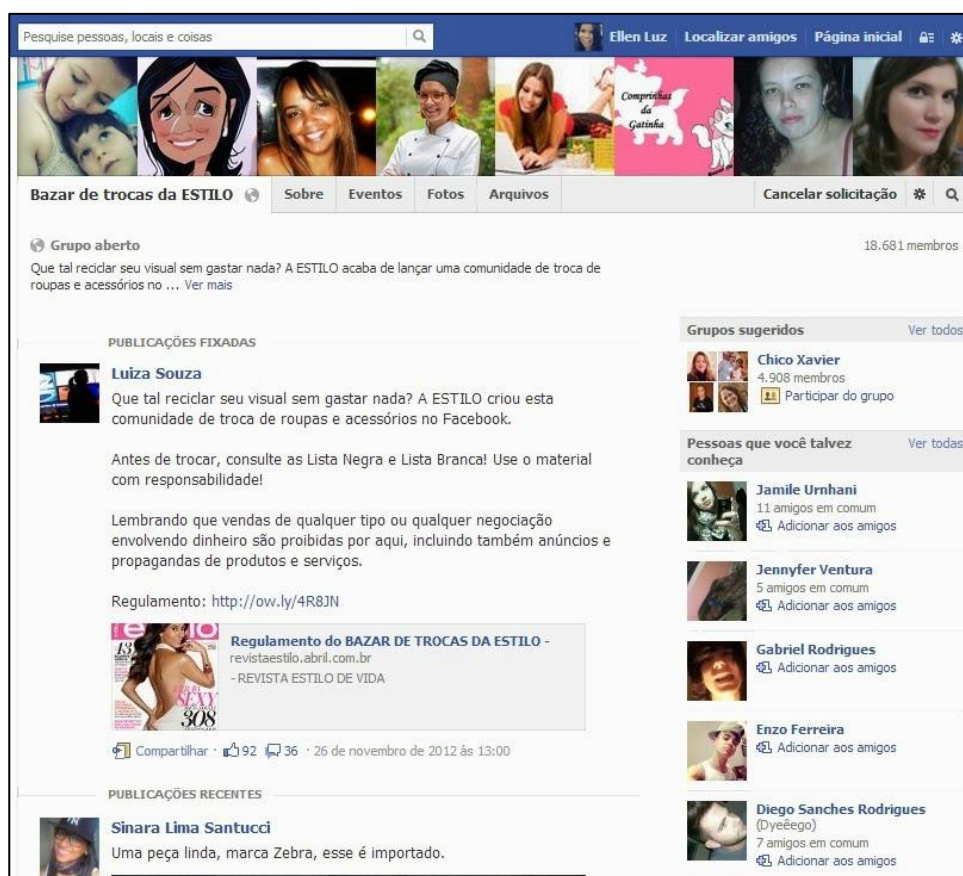 Pesquise pessoas, locais e coisas
Ellen Luz Localizar amigos Página inicial
Comprinhas
da
Gatinha
Bazar de trocas da ESTILO Sobre Eventos Fotos Arquivos Cancelar solicitação
Grupo aberto 18.681 membros
Que tal reciclar seu visual sem gastar nada? A ESTILO acaba de lançar uma comunidade de troca de
roupas e acessórios no ... Ver mais
PUBLICAÇÕES FIXADAS
Luiza Souza
Que tal reciclar seu visual sem gastar nada? A ESTILO criou esta
comunidade de troca de roupas e acessórios no Facebook.
Antes de trocar, consulte as Lista Negra e Lista Branca! Use o material
com responsabilidade!
Lembrando que vendas de qualquer tipo ou qualquer negociação
envolvendo dinheiro são proibidas por aqui, incluindo também anúncios e
propagandas de produtos e serviços.
Regulamento: http://ow.ly/4R8JN
Regulamento do BAZAR DE TROCAS DA ESTILO -
revistaestilo.abril.com.br
- REVISTA ESTILO DE VIDA
43
SEXY
308
Compartilhar · 92 36 · 26 de novembro de 2012 às 13:00
PUBLICAÇÕES RECENTES
Sinara Lima Santucci
Uma peça linda, marca Zebra, esse é importado.
Grupos sugeridos Ver todos
Chico Xavier
4.908 membros
Participar do grupo
Pessoas que você talvez Ver todas
conheça
Jamile Urnhani
11 amigos em comum
Adicionar aos amigos
Jennyfer Ventura
5 amigos em comum
Adicionar aos amigos
Gabriel Rodrigues
Adicionar aos amigos
Enzo Ferreira
Adicionar aos amigos
Diego Sanches Rodrigues
(Dyeêego)
7 amigos em comum
Adicionar aos amigos